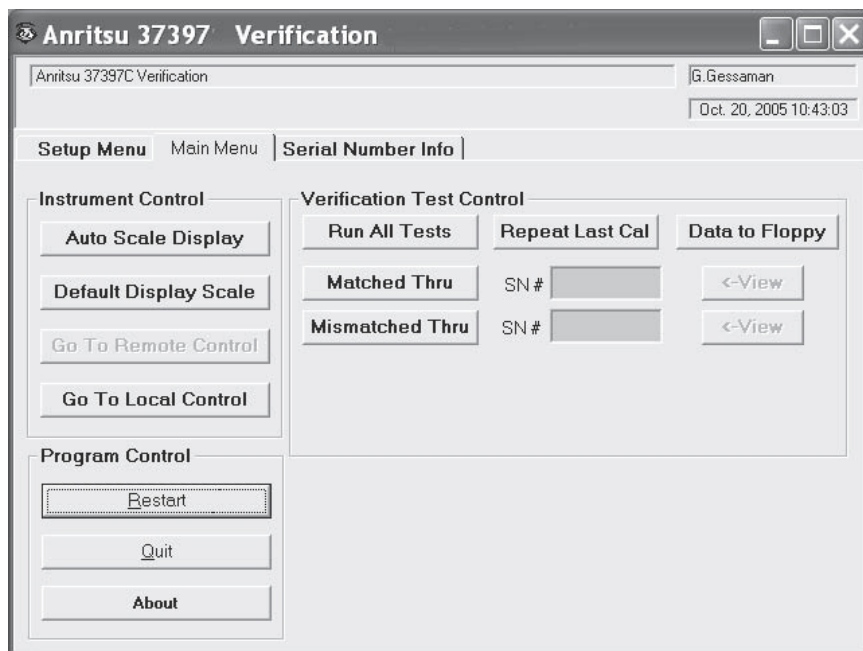 Anritsu 37397 Verification
Anritsu 37397C Verification
G.Gessaman
Oct. 20, 2005 10:43:03
Setup Menu Main Menu Serial Number Info
Instrument Control
Auto Scale Display
Default Display Scale
Go To Remote Control
Go To Local Control
Verification Test Control
Run All Tests Repeat Last Cal Data to Floppy
Matched Thru SN # <-View
Mismatched Thru SN # <-View
Program Control
Restart
Quit
About